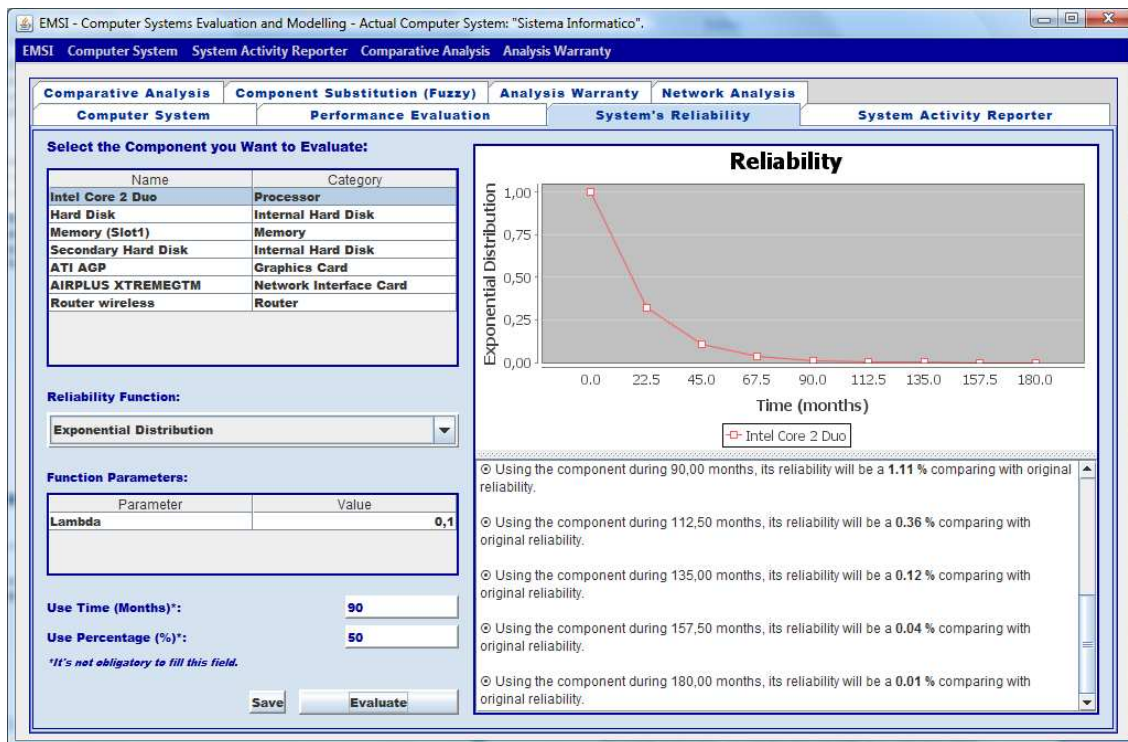 EMSI - Computer Systems Evaluation and Modelling - Actual Computer System: "Sistema Informatico".
EMSI Computer System System Activity Reporter Comparative Analysis Analysis Warranty
Comparative Analysis Component Substitution (Fuzzy) Analysis Warranty Network Analysis
Computer System Performance Evaluation System's Reliability System Activity Reporter
Select the Component you Want to Evaluate:
Name Category
Intel Core 2 Duo Processor
Hard Disk Internal Hard Disk
Memory (Slot1) Memory
Secondary Hard Disk Internal Hard Disk
ATI AGP Graphics Card
AIRPLUS XTREMEGTM Network Interface Card
Router wireless Router
Reliability Function:
Exponential Distribution
Function Parameters:
Parameter Value
Lambda 0,1
Use Time (Months)*: 90
Use Percentage (%)*: 50
*It's not obligatory to fill this field.
Save Evaluate
Reliability
Exponential Distribution
1,00
0,75
0,50
0,25
0,00
0.0 22.5 45.0 67.5 90.0 112.5 135.0 157.5 180.0
Time (months)
Intel Core 2 Duo
Using the component during 90,00 months, its reliability will be a 1.11 % comparing with original
reliability.
Using the component during 112,50 months, its reliability will be a 0.36 % comparing with
original reliability.
Using the component during 135,00 months, its reliability will be a 0.12 % comparing with
original reliability.
Using the component during 157,50 months, its reliability will be a 0.04 % comparing with
original reliability.
Using the component during 180,00 months, its reliability will be a 0.01 % comparing with
original reliability.